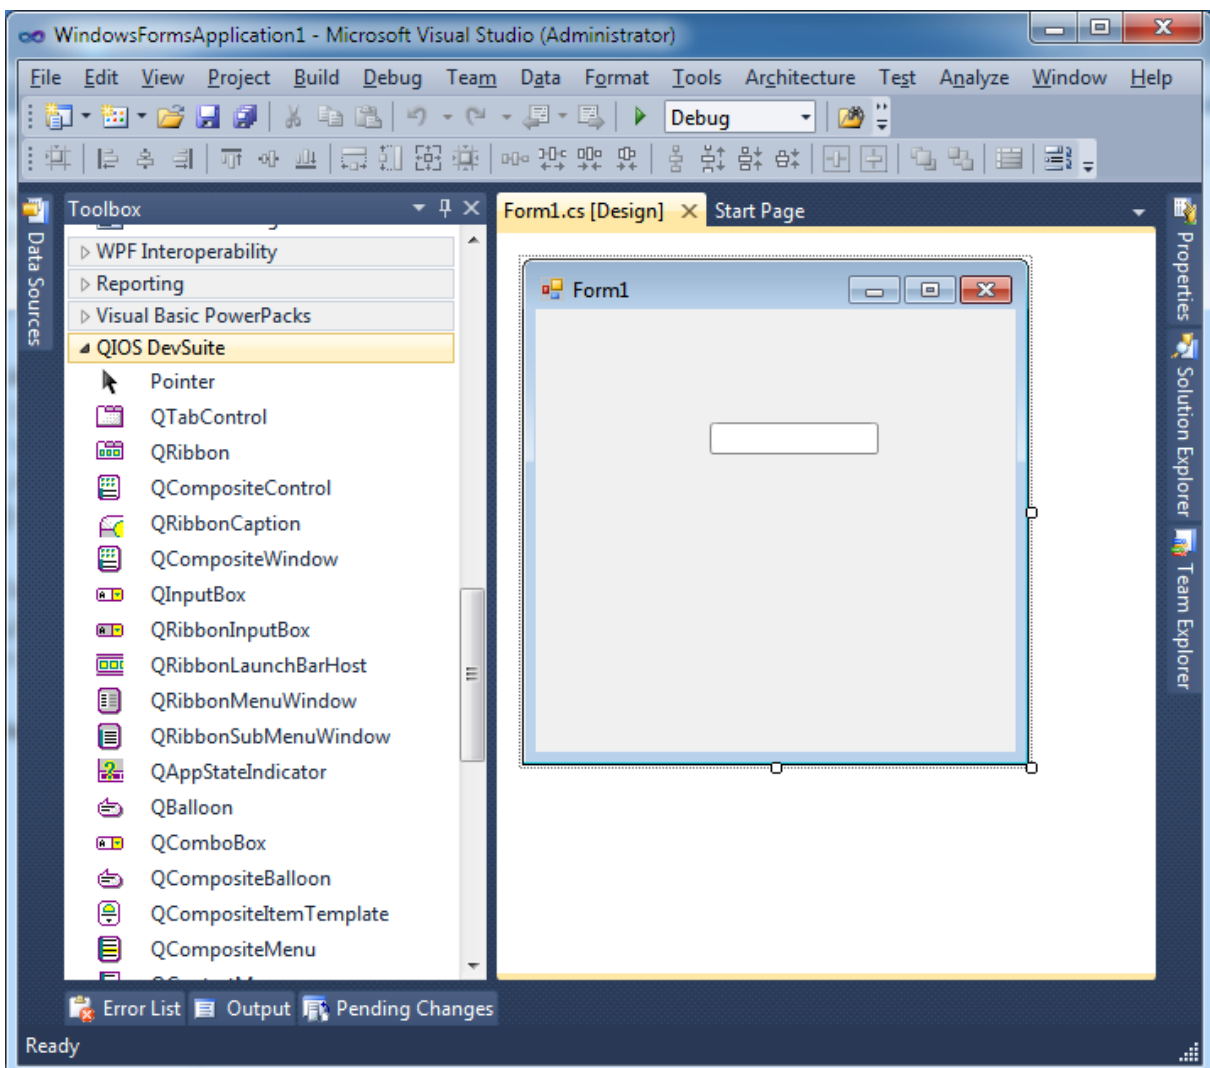 WindowsFormsApplication1 - Microsoft Visual Studio (Administrator)
File Edit View Project Build Debug Team Data Format Tools Architecture Test Analyze Window Help
Debug
Data Sources
Toolbox
WPF Interoperability
Reporting
Visual Basic PowerPacks
QIOS DevSuite
Pointer
QTabControl
QRibbon
QCompositeControl
QRibbonCaption
QCompositeWindow
QInputBox
QRibbonInputBox
QRibbonLaunchBarHost
QRibbonMenuWindow
QRibbonSubMenuWindow
QAppStateIndicator
QBalloon
QComboBox
QCompositeBalloon
QCompositeItemTemplate
QCompositeMenu
Form1.cs [Design] Start Page
Form1
Properties
Solution Explorer
Team Explorer
Error List Output Pending Changes
Ready